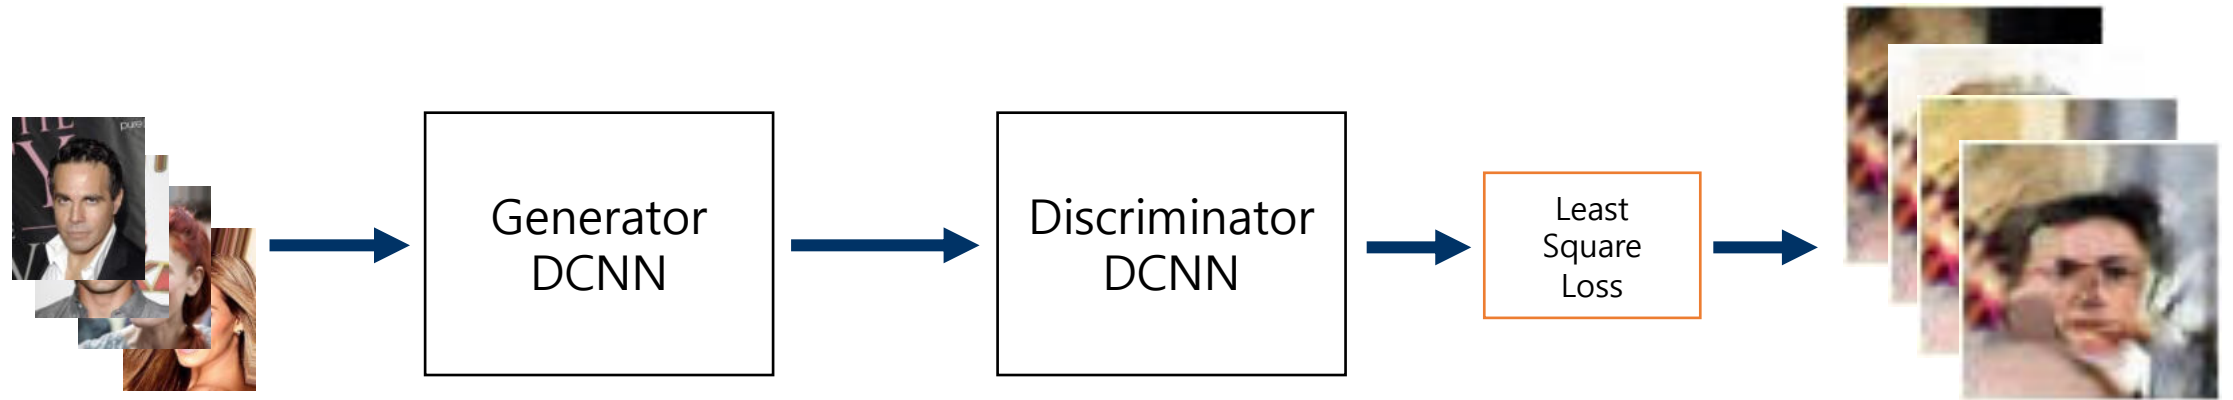 Generator
DCNN
Discriminator
DCNN
Least
Square
Loss